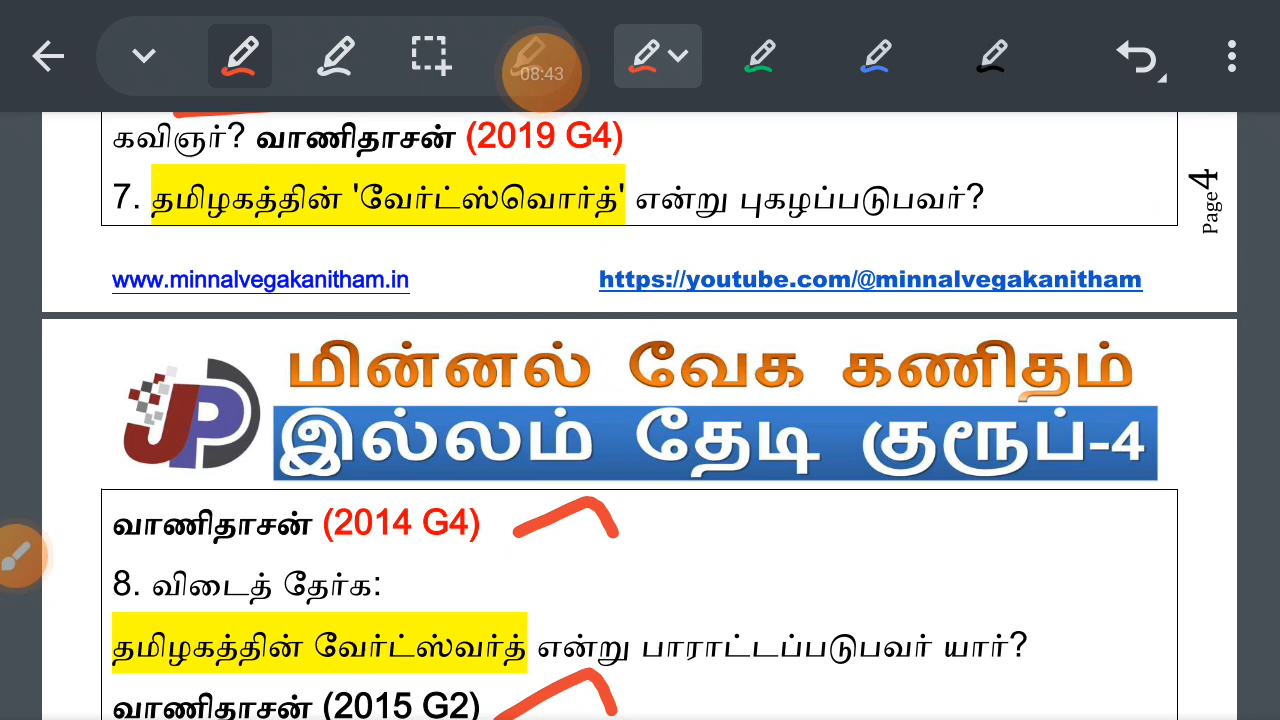 08:43
கவிஞர்? வாணிதாசன் (2019 G4)
7. தமிழகத்தின் 'வேர்ட்ஸ்வொர்த்' என்று புகழப்படுபவர்?
Page4
www.minnalvegakanitham.in https://youtube.com/@minnalvegakanitham
மின்னல் வேக கணிதம்
JP
இல்லம் தேடி குரூப்-4
வாணிதாசன் (2014 G4)
8. விடைத் தேர்க:
தமிழகத்தின் வேர்ட்ஸ்வர்த் என்று பாராட்டப்படுபவர் யார்?
வாணிதாசன் (2015 G2)